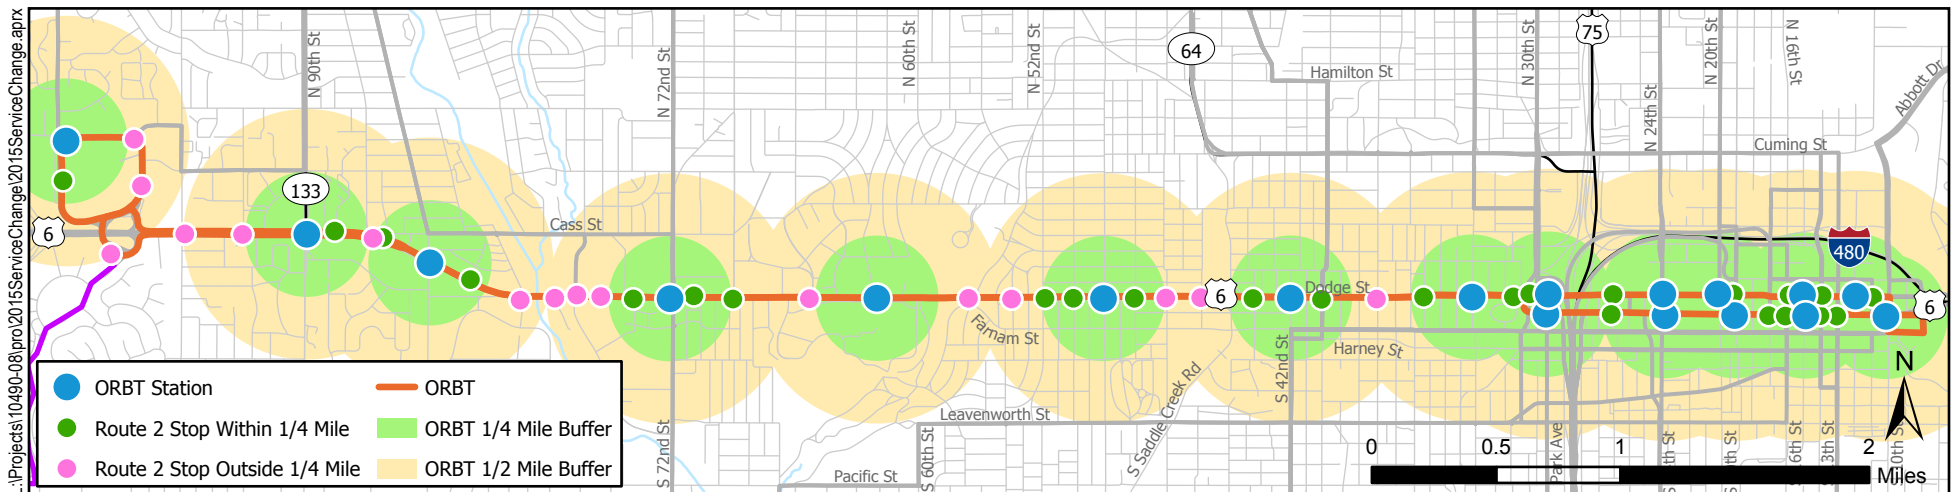 L:\Projects\10490-08\pro\2015ServiceChange\2015ServiceChange.aprx
N 90th St
N 72nd St
N 60th St
N 52nd St
64
Hamilton St
N 30th St
75
N 24th St
N 20th St
N 16th St
Abbott Dr
Cuming St
133
6
Cass St
480
6
Dodge St
6
Farnam St
Harney St
S 42nd St
S Saddle Creek Rd
Leavenworth St
S 72nd St
S 60th St
Pacific St
Park Ave
ORBT Station
ORBT
Route 2 Stop Within 1/4 Mile
ORBT 1/4 Mile Buffer
Route 2 Stop Outside 1/4 Mile
ORBT 1/2 Mile Buffer
N
0 0.5 1 2
Miles